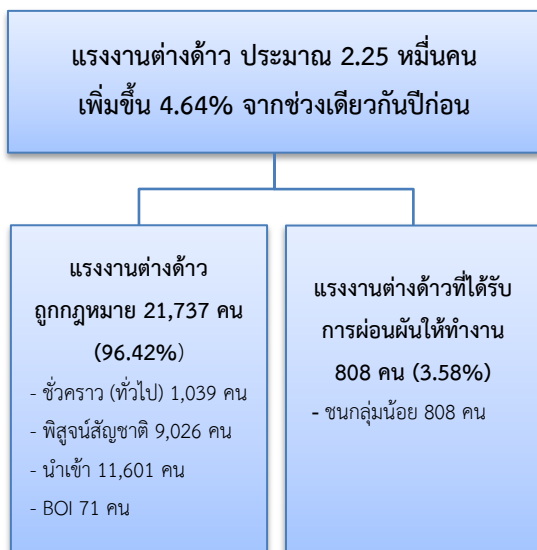 แรงงานต่างด้าว ประมาณ 2.25 หมื่นคน
เพิ่มขึ้น 4.64% จากช่วงเดียวกันปีก่อน
แรงงานต่างด้าว
ถูกกฎหมาย 21,737 คน
(96.42%)
- ชั่วคราว (ทั่วไป) 1,039 คน
- พิสูจน์สัญชาติ 9,026 คน
- นำเข้า 11,601 คน
- BOI 71 คน
แรงงานต่างด้าวที่ได้รับ
การผ่อนผันให้ทำงาน
808 คน (3.58%)
- ชนกลุ่มน้อย 808 คน